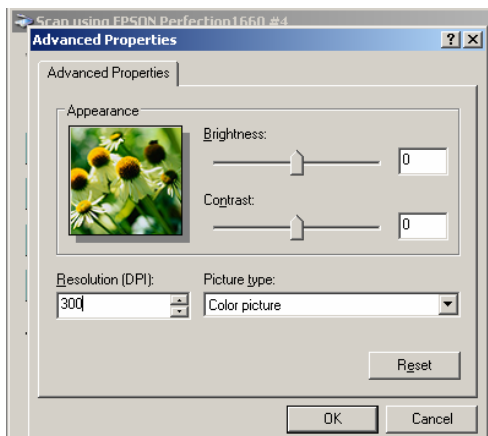 Scan using EPSON Perfection1660 #4
Advanced Properties
Advanced Properties
Appearance
Brightness:
0
Contrast:
0
Resolution (DPI):
Picture type:
300
Color picture
Reset
OK
Cancel